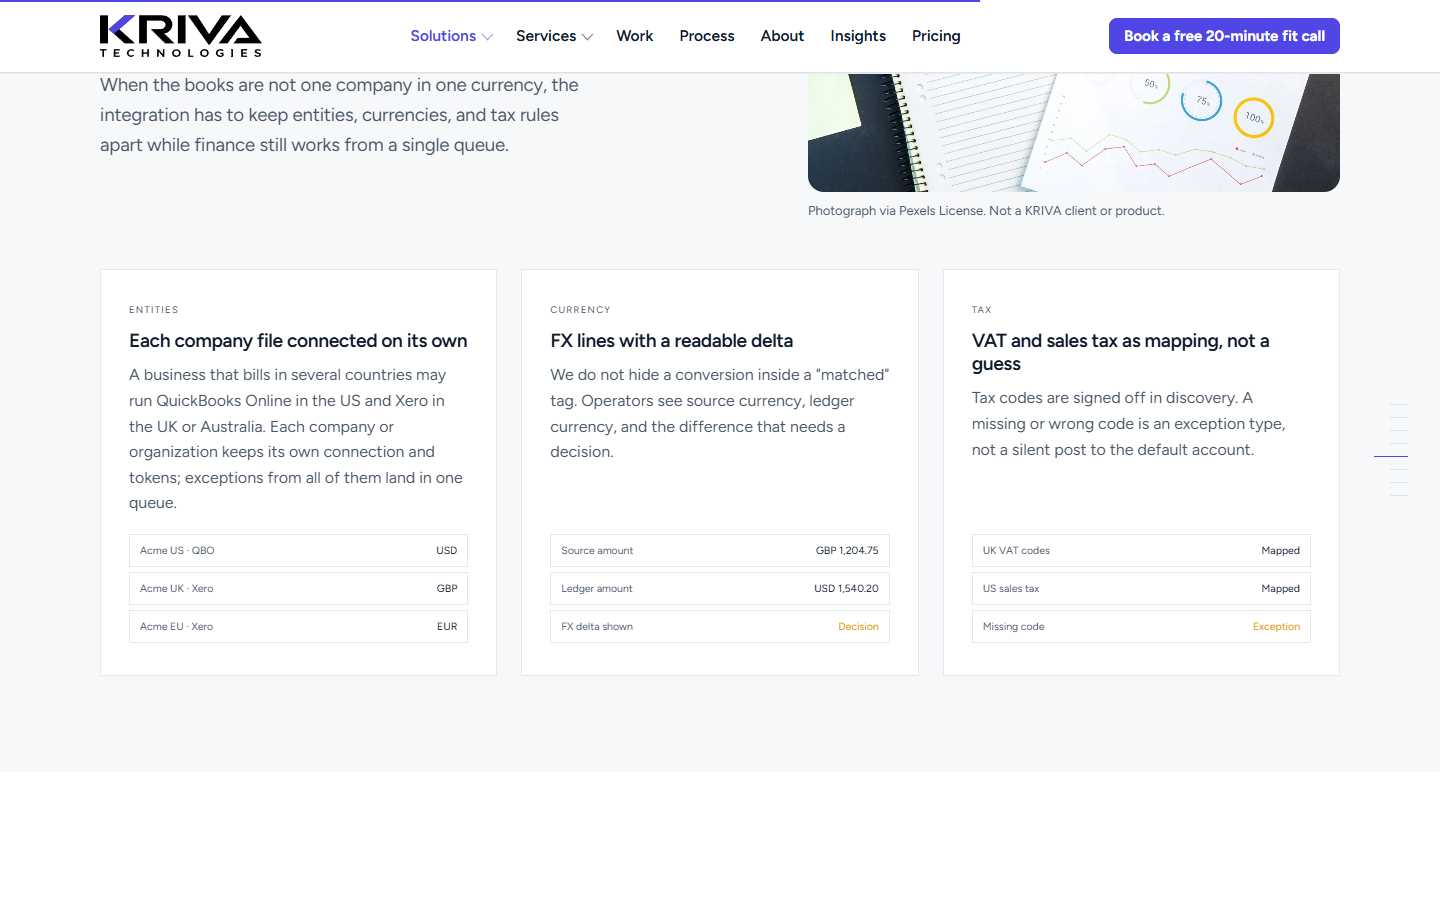 KRIVA
TECHNOLOGIES
Solutions
Services
Work
Process
About
Insights
Pricing
Book a free 20-minute fit call
When the books are not one company in one currency, the
integration has to keep entities, currencies, and tax rules
apart while finance still works from a single queue.
50%
75%
100%
Photograph via Pexels License. Not a KRIVA client or product.
ENTITIES
Each company file connected on its own
A business that bills in several countries may
run QuickBooks Online in the US and Xero in
the UK or Australia. Each company or
organization keeps its own connection and
tokens; exceptions from all of them land in one
queue.
Acme US · QBO
USD
Acme UK · Xero
GBP
Acme EU · Xero
EUR
CURRENCY
FX lines with a readable delta
We do not hide a conversion inside a "matched"
tag. Operators see source currency, ledger
currency, and the difference that needs a
decision.
Source amount
GBP 1,204.75
Ledger amount
USD 1,540.20
FX delta shown
Decision
TAX
VAT and sales tax as mapping, not a
guess
Tax codes are signed off in discovery. A
missing or wrong code is an exception type,
not a silent post to the default account.
UK VAT codes
Mapped
US sales tax
Mapped
Missing code
Exception